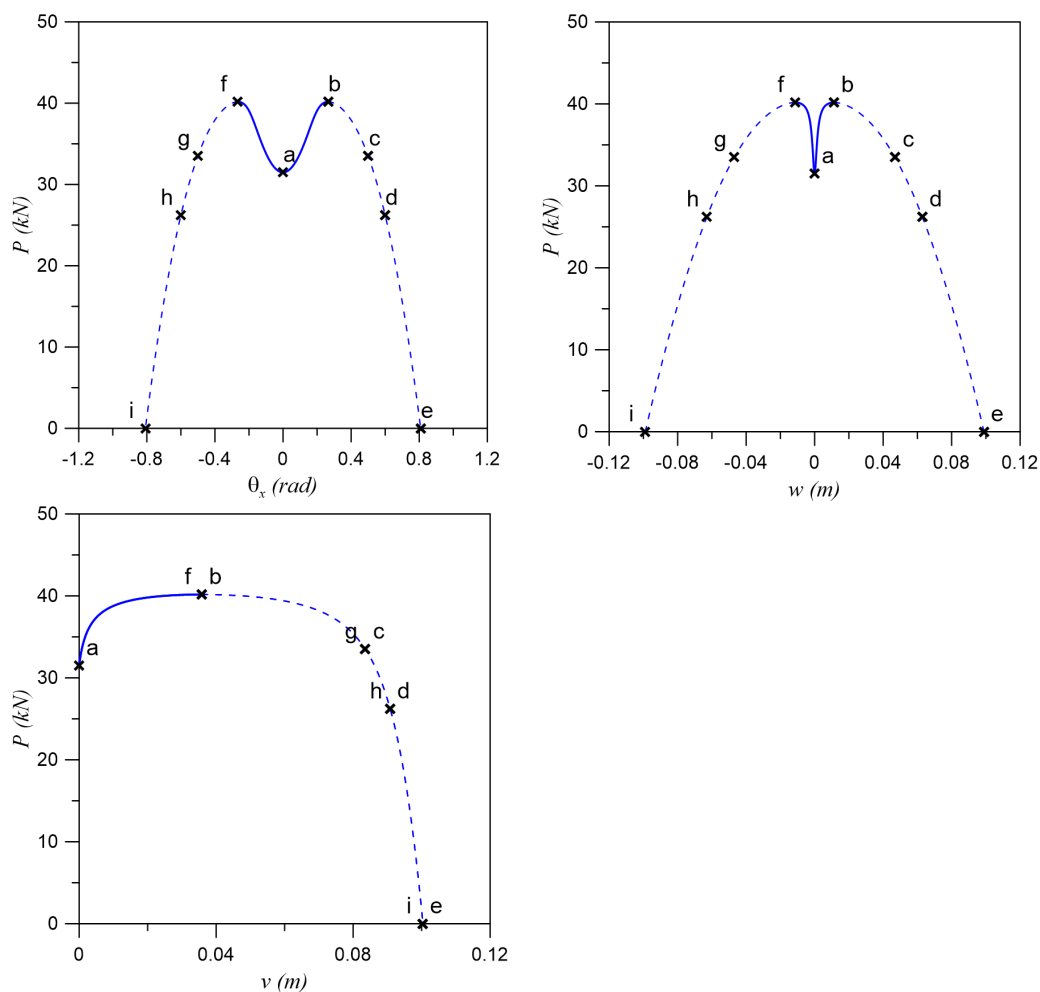 50
40
30
20
10
0
P (kN)
f
b
g
c
a
h
d
i
e
-1.2
-0.8
-0.4
0
0.4
0.8
1.2
θx (rad)
50
40
30
20
10
0
P (kN)
f
b
g
c
a
h
d
i
e
-0.12
-0.08
-0.04
0
0.04
0.08
0.12
w (m)
50
40
30
20
10
0
P (kN)
f b
g c
a
h d
i e
0
0.04
0.08
0.12
v (m)